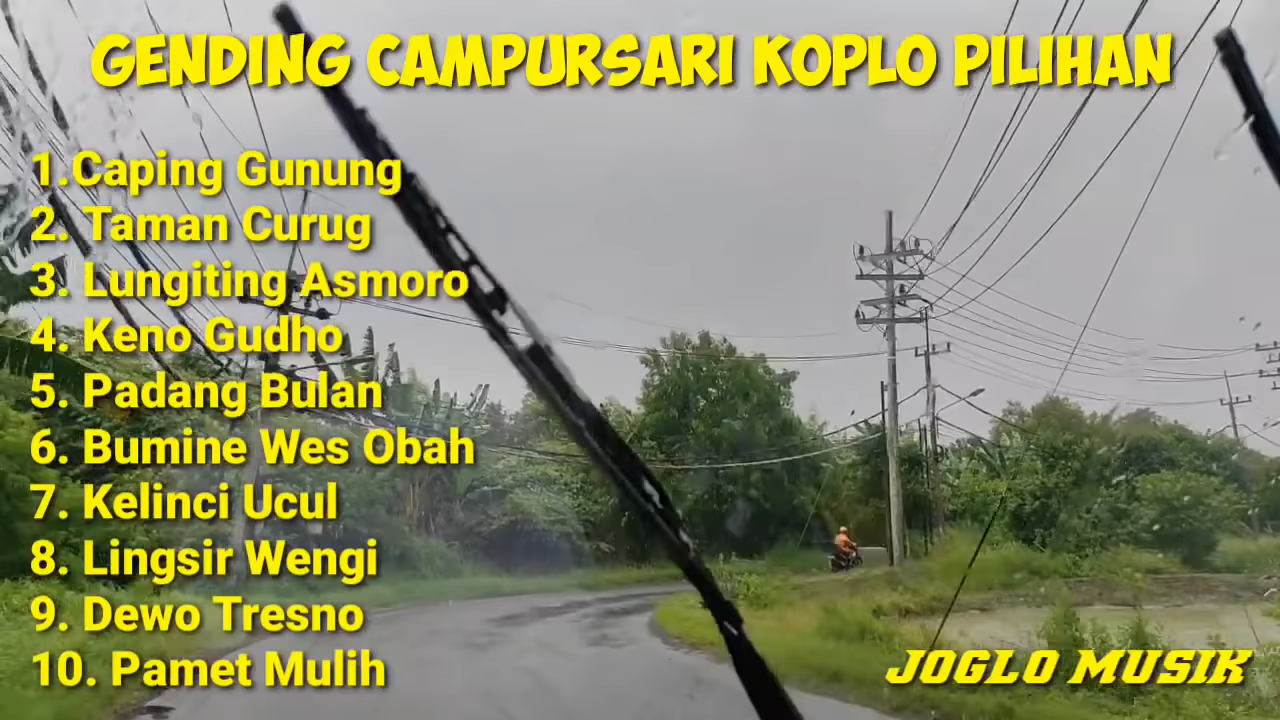 GENDING CAMPURSARI KOPLO PILIHAN
1.Caping Gunung
2. Taman Curug
3. Lungiting Asmoro
4. Keno Gudho
5. Padang Bulan
6. Bumine Wes Obah
7. Kelinci Ucul
8. Lingsir Wengi
9. Dewo Tresno
10. Pamet Mulih
JOGLO MUSIK